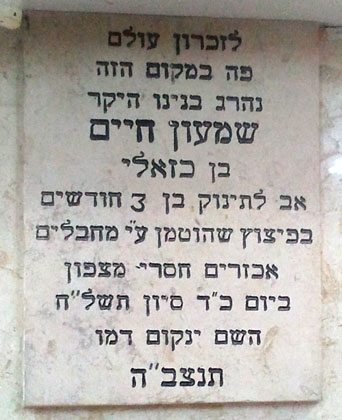 לזכרון עולם
פה במקום הזה
נהרג בנינו היקר
שמעון חיים
בן כזאלי
אב לתינוק בן 3 חודשים
בפיצוץ שהוטמן ע״י מחבלים
אכזרים חסרי מצפון
ביום כ״ד סיון תשל״ח
השם ינקום דמו
תנצב״ה